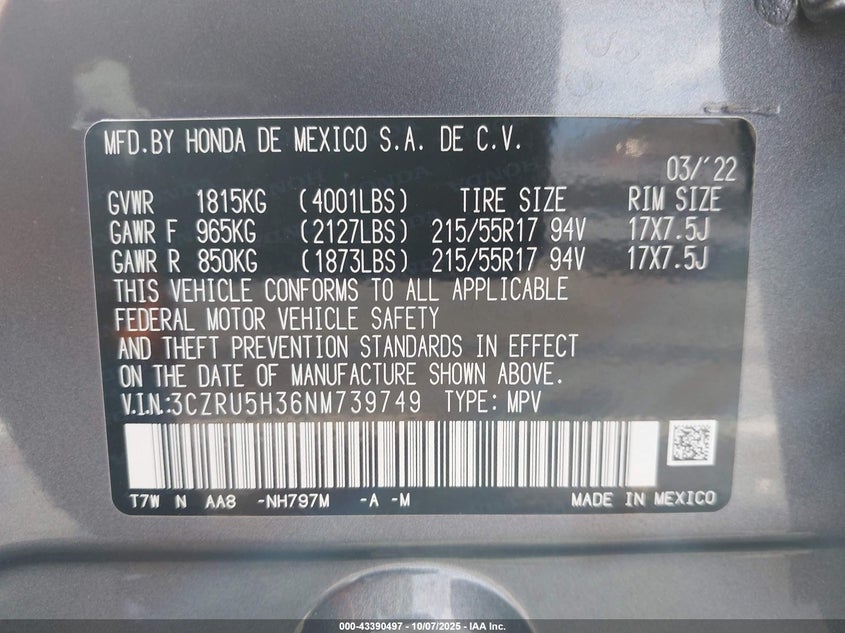 MFD.BY HONDA DE MEXICO S.A. DE C.V.
03/'22
GVWR 1815KG (4001LBS) TIRE SIZE RIM SIZE
GAWR F 965KG (2127LBS) 215/55R17 94V 17X7.5J
GAWR R 850KG (1873LBS) 215/55R17 94V 17X7.5J
THIS VEHICLE CONFORMS TO ALL APPLICABLE
FEDERAL MOTOR VEHICLE SAFETY
AND THEFT PREVENTION STANDARDS IN EFFECT
ON THE DATE OF MANUFACTURE SHOWN ABOVE.
V.I.N.:3CZRU5H36NM739749 TYPE: MPV
T7W N AA8 -NH797M -A -M MADE IN MEXICO
000-43390497 - 10/07/2025 - IAA Inc.